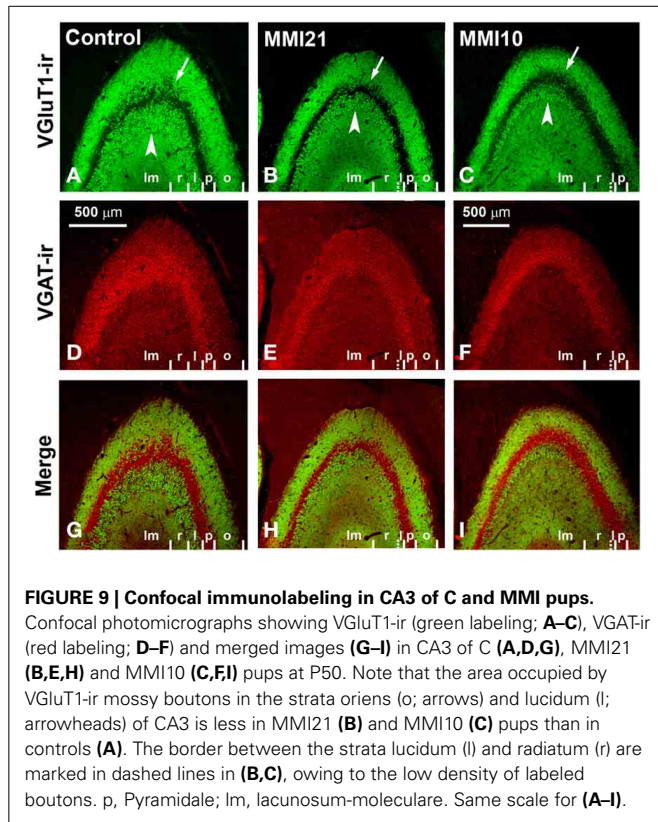 Control MMI21 MMI10
VGluT1-ir
A lm r l p o
B lm r l p o
C lm r l p
VGAT-ir
500 μm 500 μm
D lm r l p o
E lm r l p o
F lm r l p
Merge
G lm r l p o
H lm r l p o
I lm r l p
FIGURE 9 | Confocal immunolabeling in CA3 of C and MMI pups.
Confocal photomicrographs showing VGluT1-ir (green labeling; A–C), VGAT-ir
(red labeling; D–F) and merged images (G–I) in CA3 of C (A,D,G), MMI21
(B,E,H) and MMI10 (C,F,I) pups at P50. Note that the area occupied by
VGluT1-ir mossy boutons in the strata oriens (o; arrows) and lucidum (l;
arrowheads) of CA3 is less in MMI21 (B) and MMI10 (C) pups than in
controls (A). The border between the strata lucidum (l) and radiatum (r) are
marked in dashed lines in (B,C), owing to the low density of labeled
boutons. p, Pyramidale; lm, lacunosum-moleculare. Same scale for (A–I).